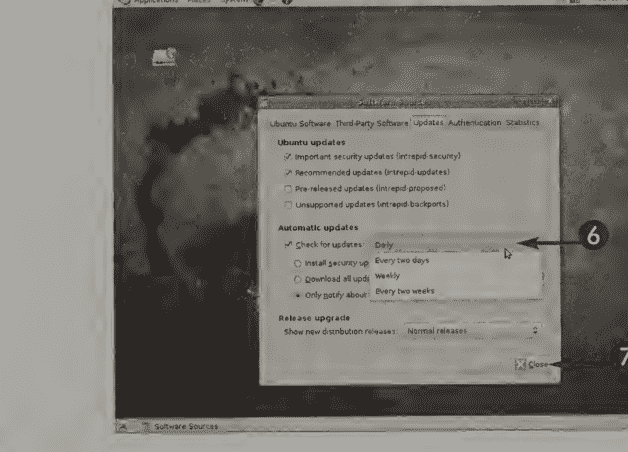 Applications Places System
Software Sources
Ubuntu Software Third-Party Software Updates Authentication Statistics
Ubuntu updates
Important security updates (intrepid-security)
Recommended updates (intrepid-updates)
Pre-released updates (intrepid-proposed)
Unsupported updates (intrepid-backports)
Automatic updates
Check for updates: Daily
6
Install security up
Every two days
Download all upd
Weekly
Only notify about
Every two weeks
Release upgrade
Show new distribution releases: Normal releases
Close
7
Software Sources